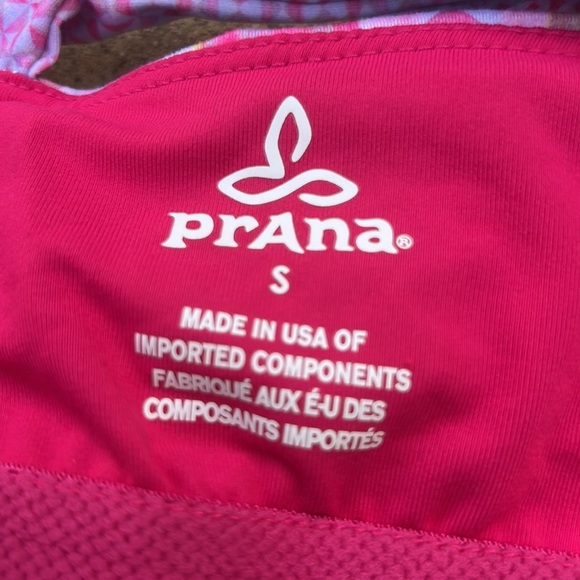 prAna®
S
MADE IN USA OF
IMPORTED COMPONENTS
FABRIQUÉ AUX É-U DES
COMPOSANTS IMPORTÉS